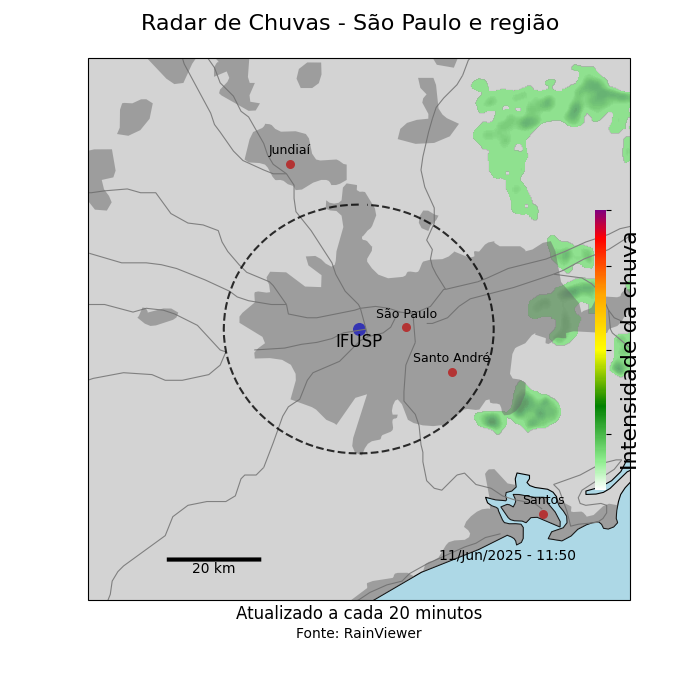 Radar de Chuvas - São Paulo e região
Jundiaí
São Paulo
IFUSP
Santo André
Intensidade da chuva
Santos
11/Jun/2025 - 11:50
20 km
Atualizado a cada 20 minutos
Fonte: RainViewer